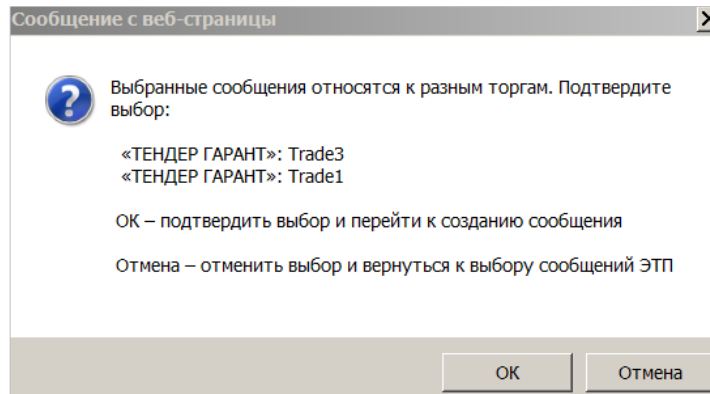 Сообщение с веб-страницы
Выбранные сообщения относятся к разным торгам. Подтвердите
выбор:
«ТЕНДЕР ГАРАНТ»: Trade3
«ТЕНДЕР ГАРАНТ»: Trade1
ОК – подтвердить выбор и перейти к созданию сообщения
Отмена – отменить выбор и вернуться к выбору сообщений ЭТП
ОК
Отмена